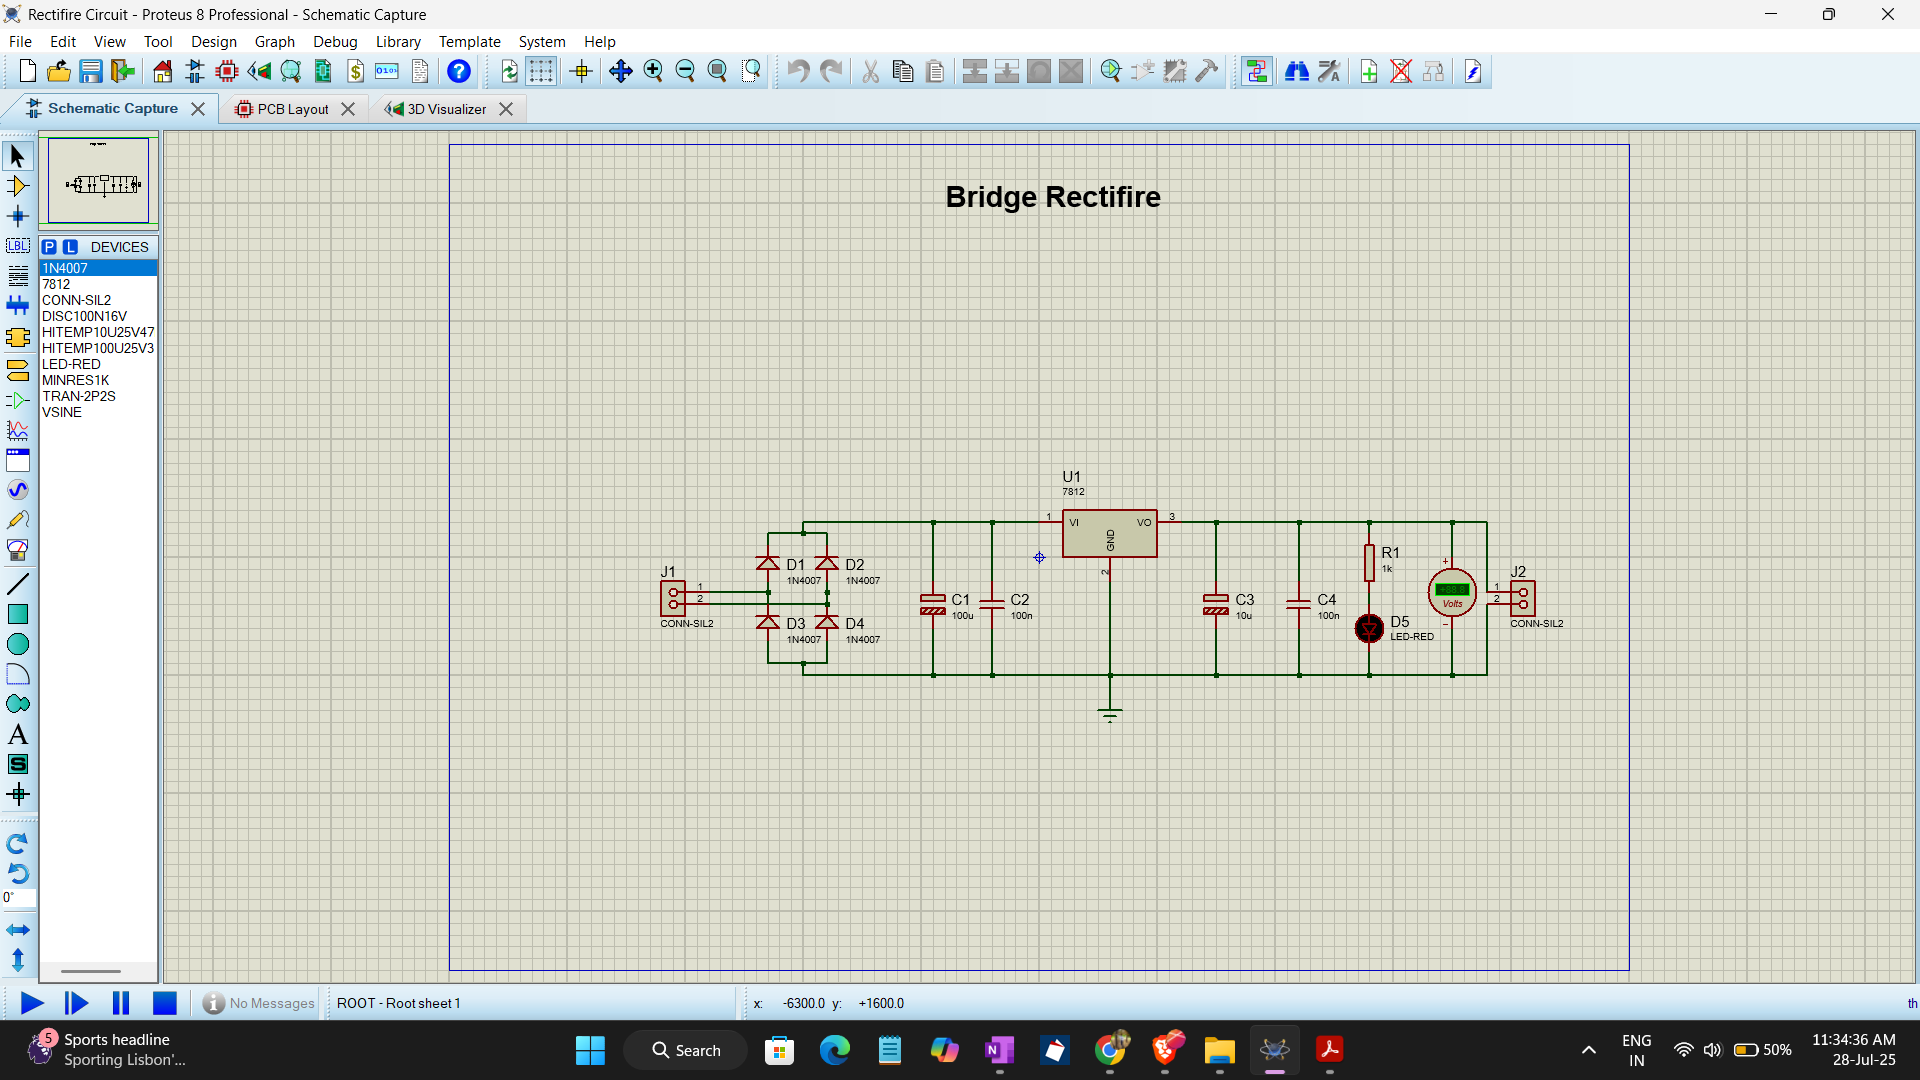 Rectifire Circuit - Proteus 8 Professional - Schematic Capture
File Edit View Tool Design Graph Debug Library Template System Help
Schematic Capture
PCB Layout
3D Visualizer
P L DEVICES
1N4007
7812
CONN-SIL2
DISC100N16V
HITEMP10U25V47
HITEMP100U25V3
LED-RED
MINRES1K
TRAN-2P2S
VSINE
LBL
A
S
0°
Bridge Rectifire
U1
7812
1 VI VO 3
GND
2
J1
1
2
CONN-SIL2
D1
1N4007
D2
1N4007
D3
1N4007
D4
1N4007
C1
100u
C2
100n
C3
10u
C4
100n
R1
1k
D5
LED-RED
+
Volts
-
J2
1
2
CONN-SIL2
No Messages
ROOT - Root sheet 1
x: -6300.0 y: +1600.0
th
5
Sports headline
Sporting Lisbon'...
Search
ENG
IN
50%
11:34:36 AM
28-Jul-25